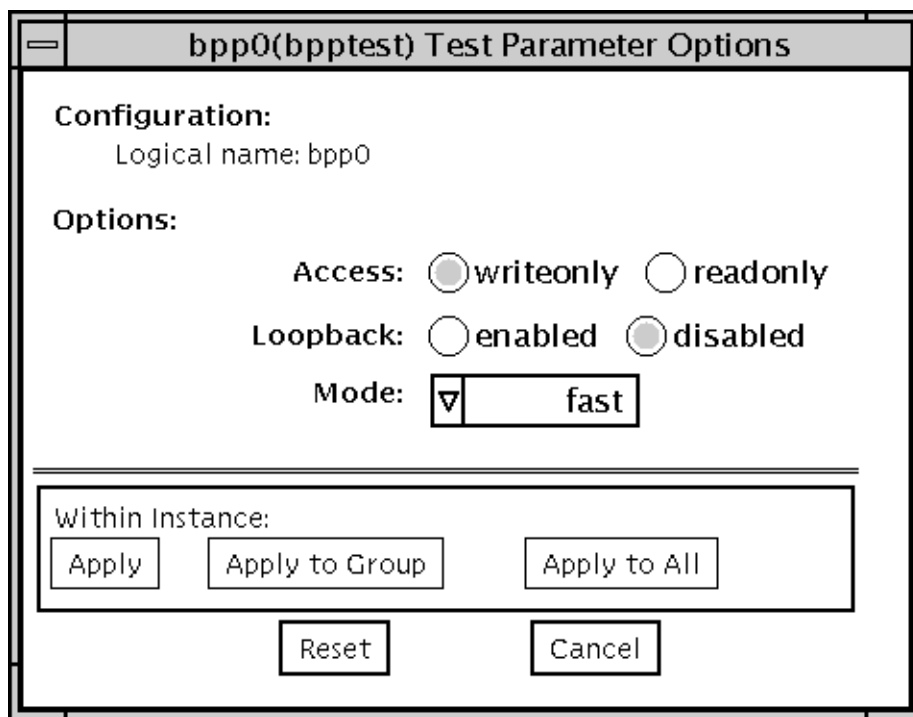 bpp0(bpptest) Test Parameter Options
Configuration:
Logical name: bpp0
Options:
Access: writeonly readonly
Loopback: enabled disabled
Mode: fast
Within Instance:
Apply Apply to Group Apply to All
Reset Cancel